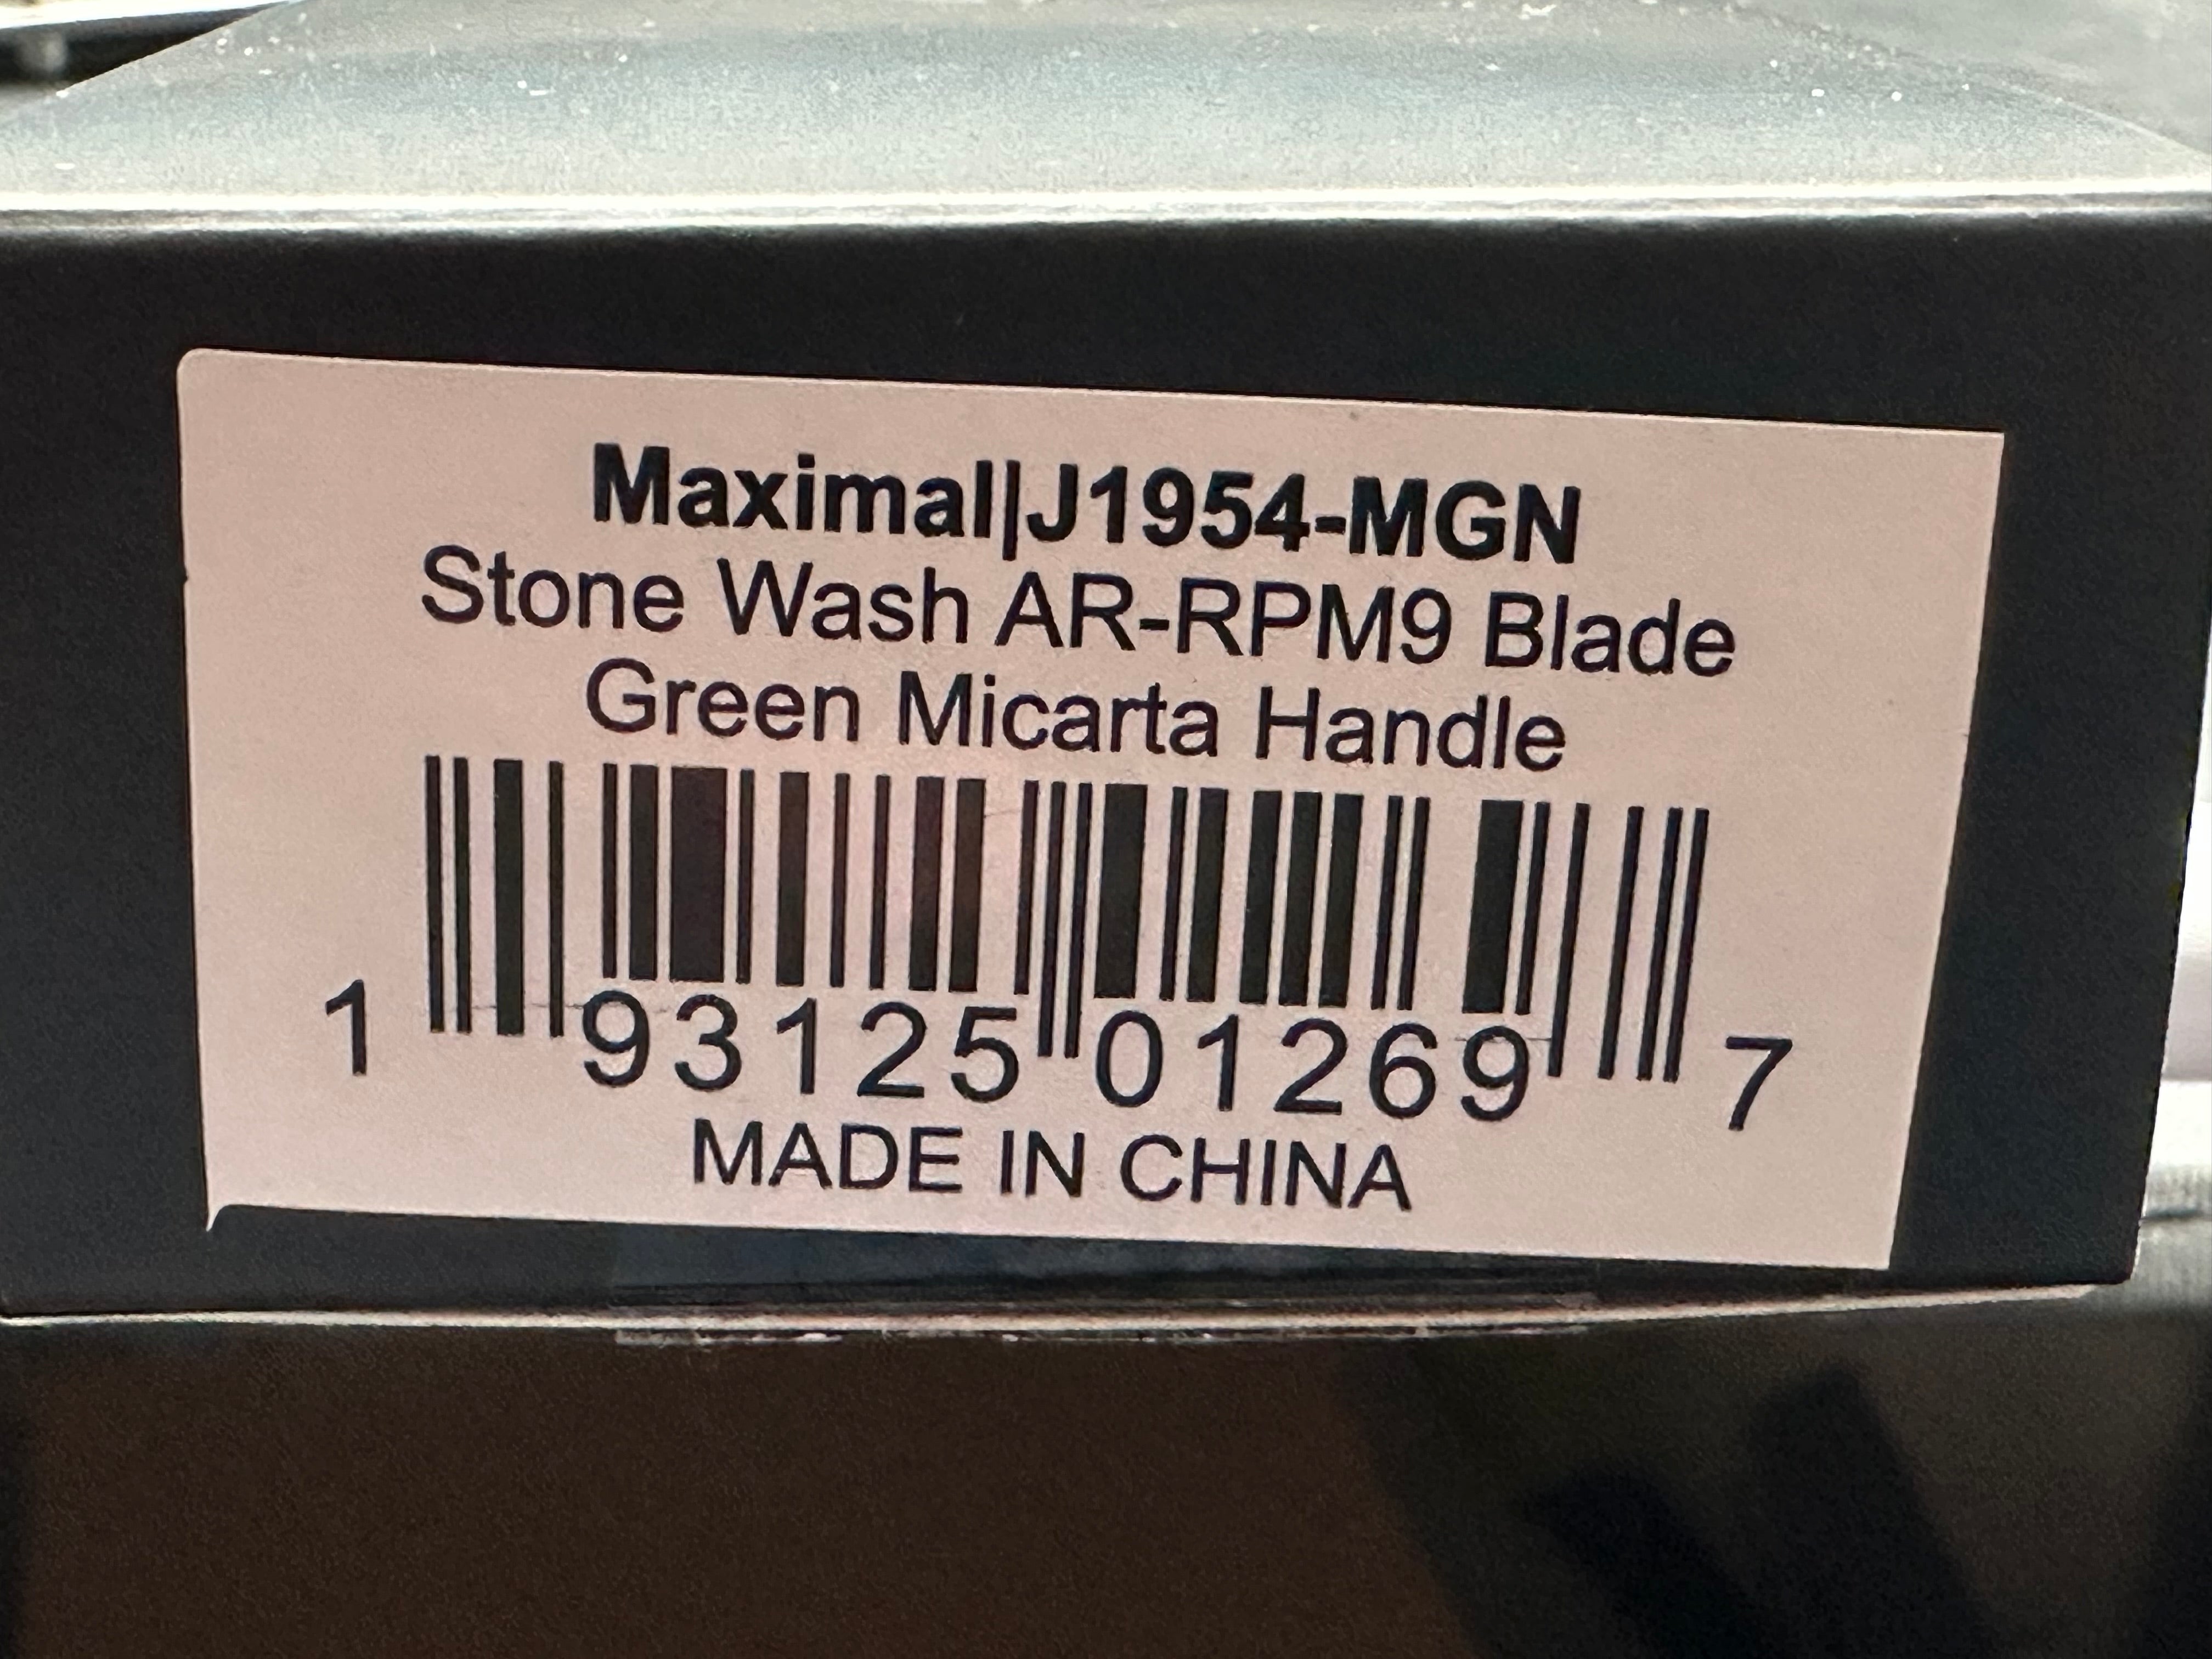 Maximal|J1954-MGN
Stone Wash AR-RPM9 Blade
Green Micarta Handle
1 93125 01269 7
MADE IN CHINA